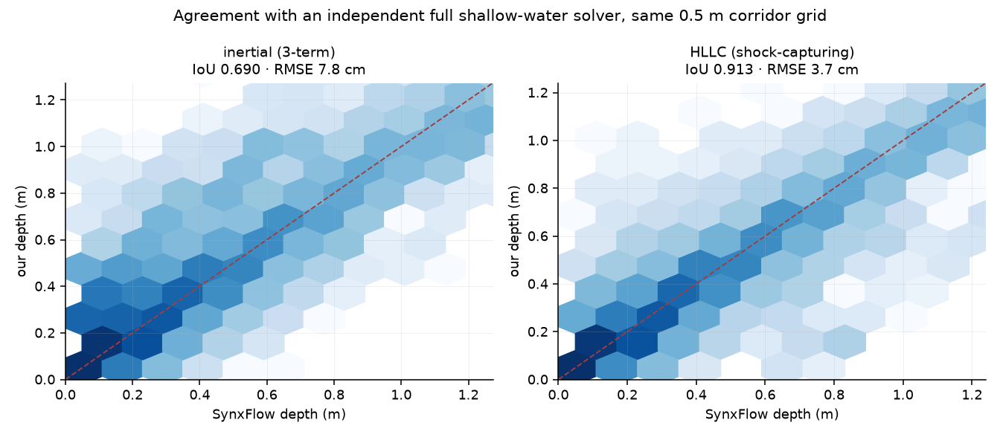 Agreement with an independent full shallow-water solver, same 0.5 m corridor grid
inertial (3-term)
IoU 0.690 · RMSE 7.8 cm
our depth (m)
1.2
1.0
0.8
0.6
0.4
0.2
0.0
0.0 0.2 0.4 0.6 0.8 1.0 1.2
SynxFlow depth (m)
HLLC (shock-capturing)
IoU 0.913 · RMSE 3.7 cm
our depth (m)
1.2
1.0
0.8
0.6
0.4
0.2
0.0
0.0 0.2 0.4 0.6 0.8 1.0 1.2
SynxFlow depth (m)